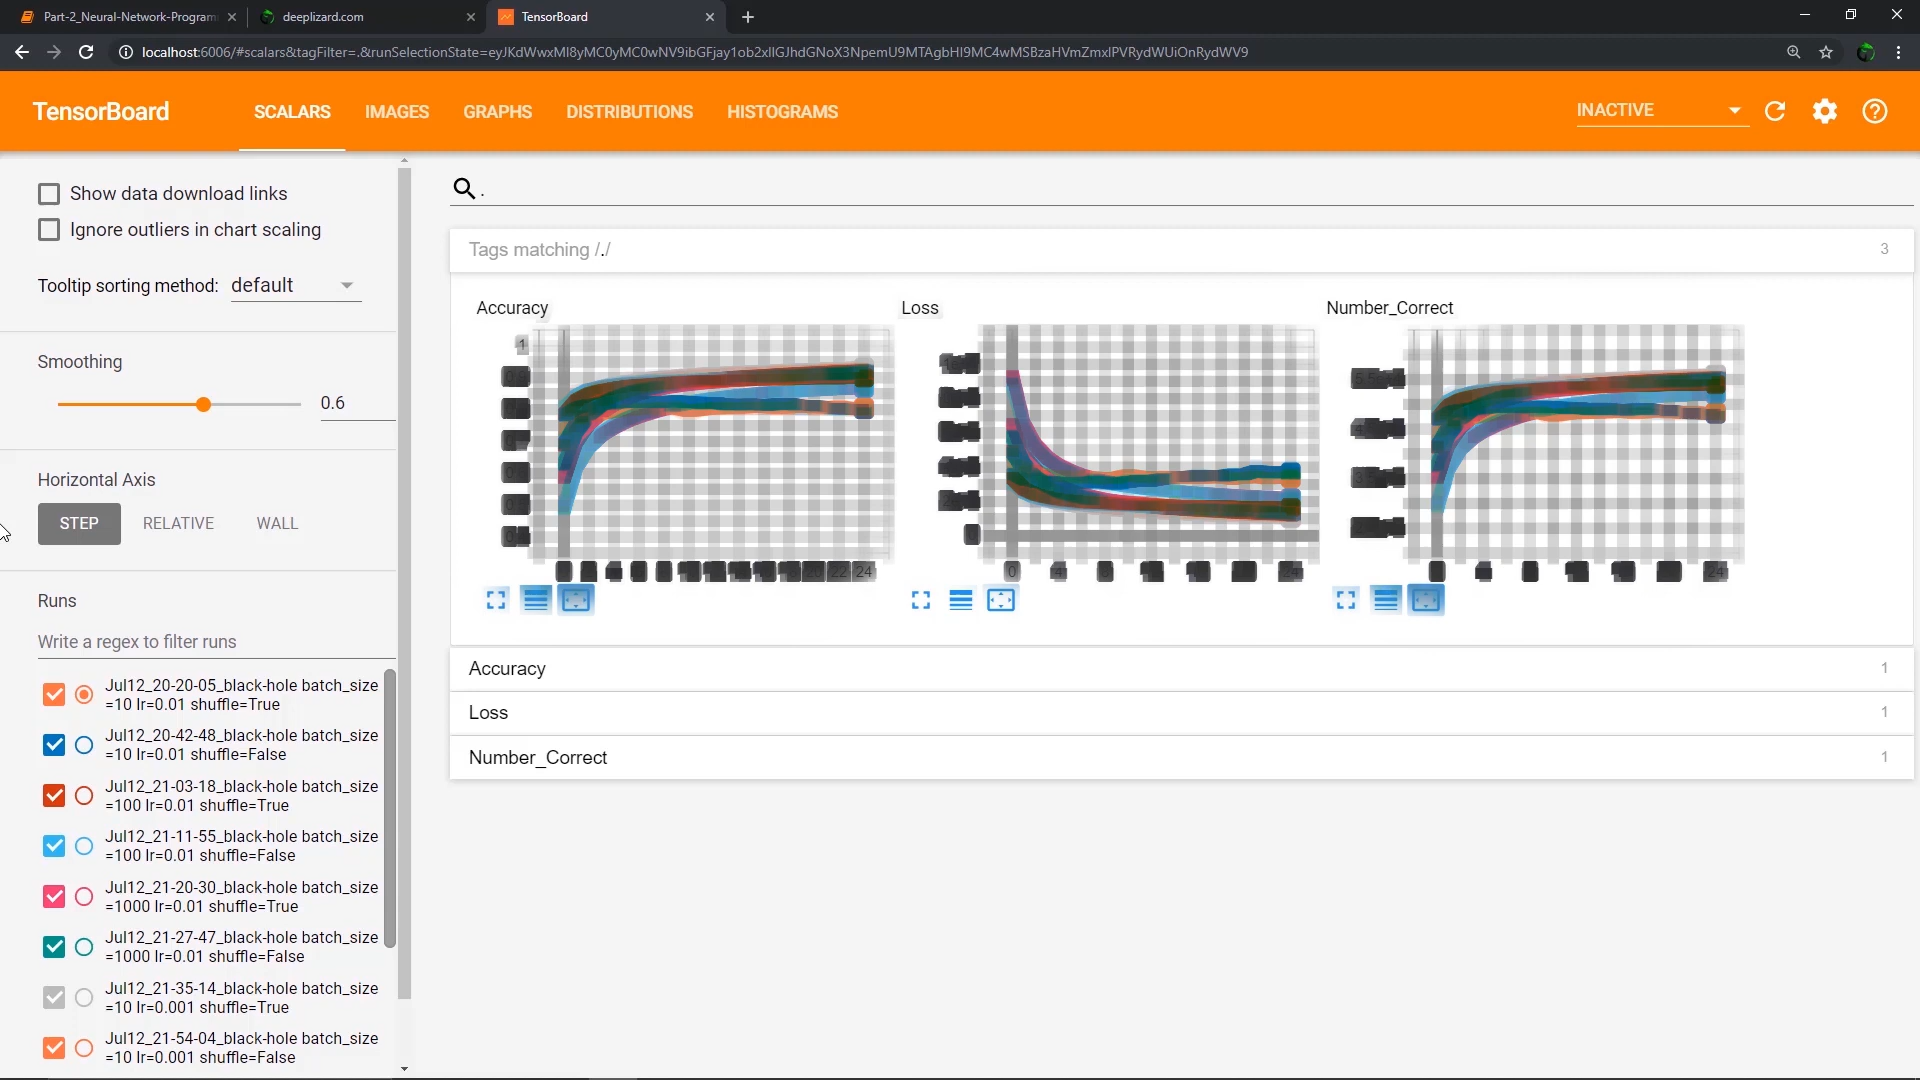 Part-2_Neural-Network-Program
deeplizard.com
TensorBoard
localhost:6006/#scalars&tagFilter=.&runSelectionState=eyJKdWwxMl8yMC0yMC0wNV9ibGFjay1ob2xlIGJhdGNoX3NpemU9MTAgbHI9MC4wMSBzaHVmZmxlPVRydWUiOnRydWV9
TensorBoard
SCALARS
IMAGES
GRAPHS
DISTRIBUTIONS
HISTOGRAMS
INACTIVE
Show data download links
Ignore outliers in chart scaling
Tooltip sorting method: default
Smoothing
0.6
Horizontal Axis
STEP
RELATIVE
WALL
Runs
Write a regex to filter runs
Jul12_20-20-05_black-hole batch_size
=10 lr=0.01 shuffle=True
Jul12_20-42-48_black-hole batch_size
=10 lr=0.01 shuffle=False
Jul12_21-03-18_black-hole batch_size
=100 lr=0.01 shuffle=True
Jul12_21-11-55_black-hole batch_size
=100 lr=0.01 shuffle=False
Jul12_21-20-30_black-hole batch_size
=1000 lr=0.01 shuffle=True
Jul12_21-27-47_black-hole batch_size
=1000 lr=0.01 shuffle=False
Jul12_21-35-14_black-hole batch_size
=10 lr=0.001 shuffle=True
Jul12_21-54-04_black-hole batch_size
=10 lr=0.001 shuffle=False
.
Tags matching /./
3
Accuracy
1
22 24
Loss
0
Number_Correct
24
Accuracy
1
Loss
1
Number_Correct
1